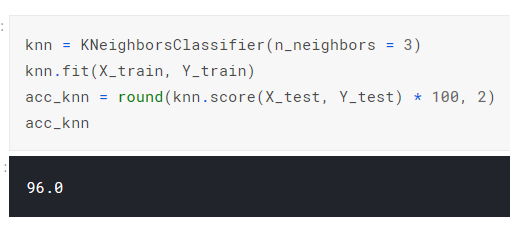 knn = KNeighborsClassifier(n_neighbors = 3)
knn.fit(X_train, Y_train)
acc_knn = round(knn.score(X_test, Y_test) * 100, 2)
acc_knn
96.0